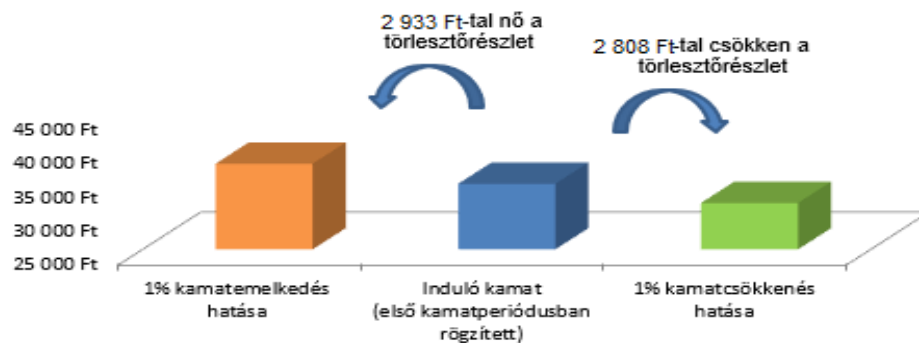 2 933 Ft-tal nő a
törlesztőrészlet
2 808 Ft-tal csökken a
törlesztőrészlet
45 000 Ft
40 000 Ft
35 000 Ft
30 000 Ft
25 000 Ft
1% kamatemelkedés
hatása
Induló kamat
(első kamatperiódusban
rögzített)
1% kamatcsökkenés
hatása